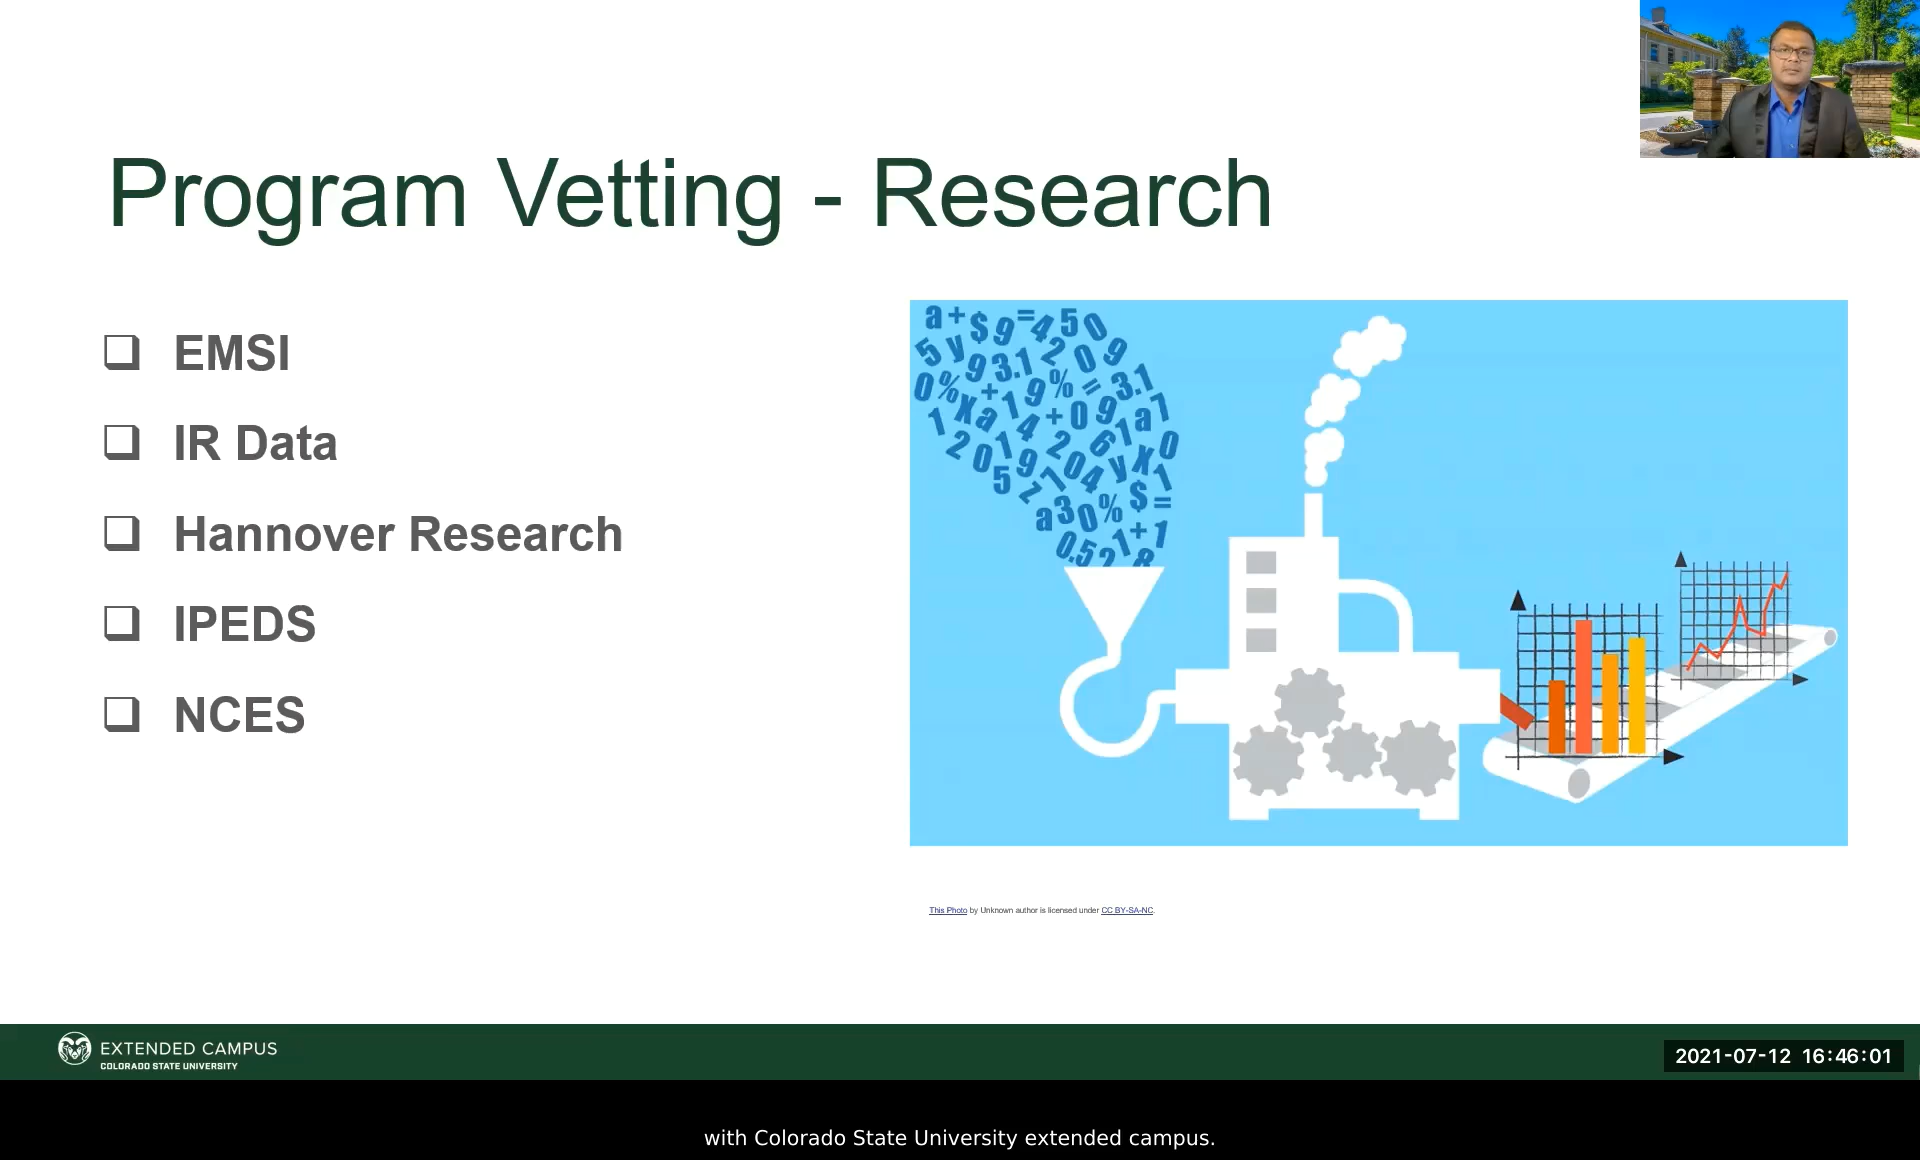 Program Vetting - Research
EMSI
IR Data
Hannover Research
IPEDS
NCES
This Photo by Unknown author is licensed under CC BY-SA-NC.
EXTENDED CAMPUS
COLORADO STATE UNIVERSITY
2021-07-12 16:46:01
with Colorado State University extended campus.